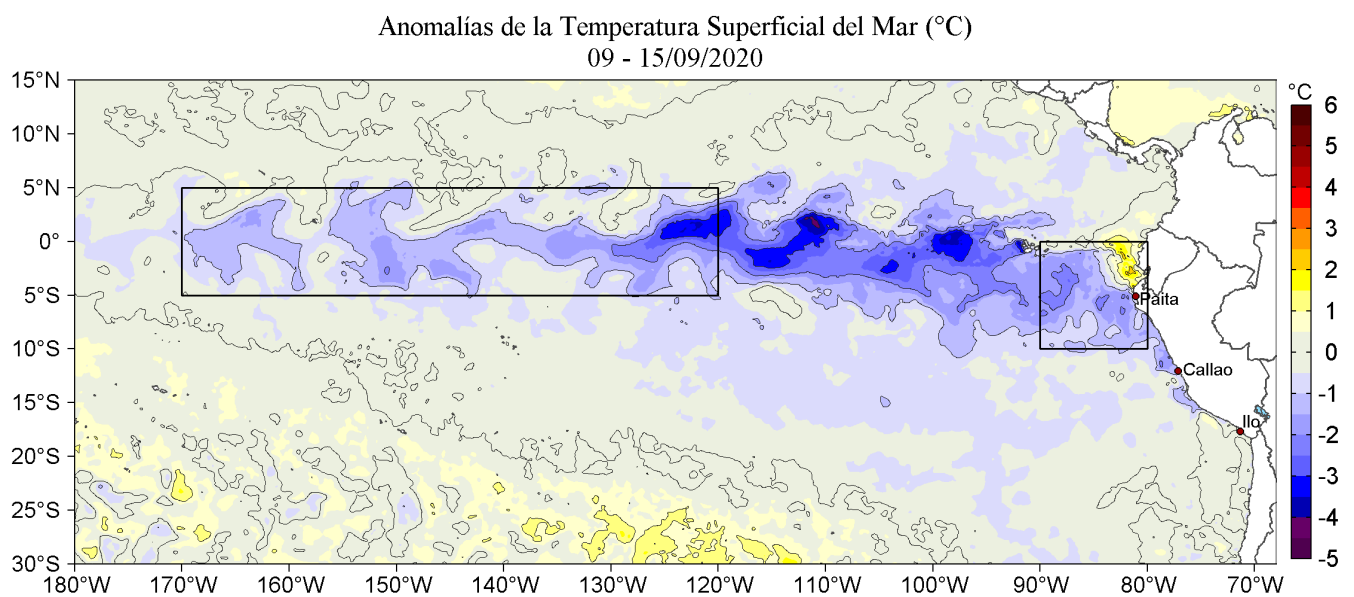 Anomalías de la Temperatura Superficial del Mar (°C)
09 - 15/09/2020
15°N
10°N
5°N
0°
5°S
10°S
15°S
20°S
25°S
30°S
180°W
170°W
160°W
150°W
140°W
130°W
120°W
110°W
100°W
90°W
80°W
70°W
Paita
Callao
Ilo
°C
6
5
4
3
2
1
0
-1
-2
-3
-4
-5